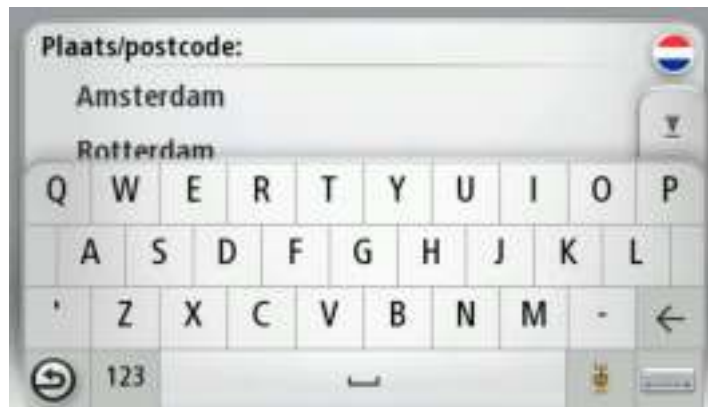 Plaats/postcode:
Amsterdam
Rotterdam
Q W E R T Y U I O P
A S D F G H J K L
' Z X C V B N M -
123